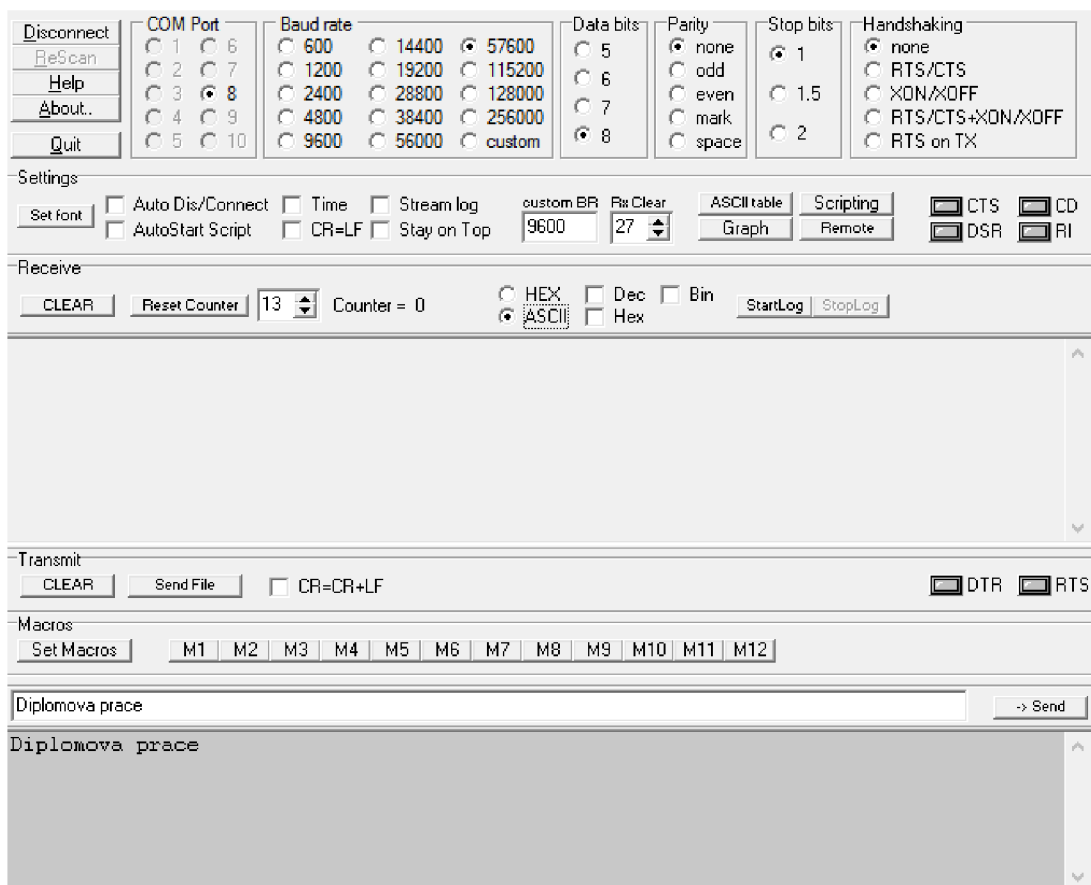 Disconnect
ReScan
Help
About..
Quit
COM Port
1 6
2 7
3 8
4 9
5 10
Baud rate
600 14400 57600
1200 19200 115200
2400 28800 128000
4800 38400 256000
9600 56000 custom
Data bits
5
6
7
8
Parity
none
odd
even
mark
space
Stop bits
1
1.5
2
Handshaking
none
RTS/CTS
XON/XOFF
RTS/CTS+XON/XOFF
RTS on TX
Settings
Set font
Auto Dis/Connect Time Stream log
AutoStart Script CR=LF Stay on Top
custom BR Rx Clear
9600 27
ASCII table Scripting
Graph Remote
CTS CD
DSR RI
Receive
CLEAR Reset Counter 13 Counter = 0
HEX Dec Bin
ASCII Hex
StartLog StopLog
Transmit
CLEAR Send File CR=CR+LF DTR RTS
Macros
Set Macros M1 M2 M3 M4 M5 M6 M7 M8 M9 M10 M11 M12
Diplomova prace -> Send
Diplomova prace